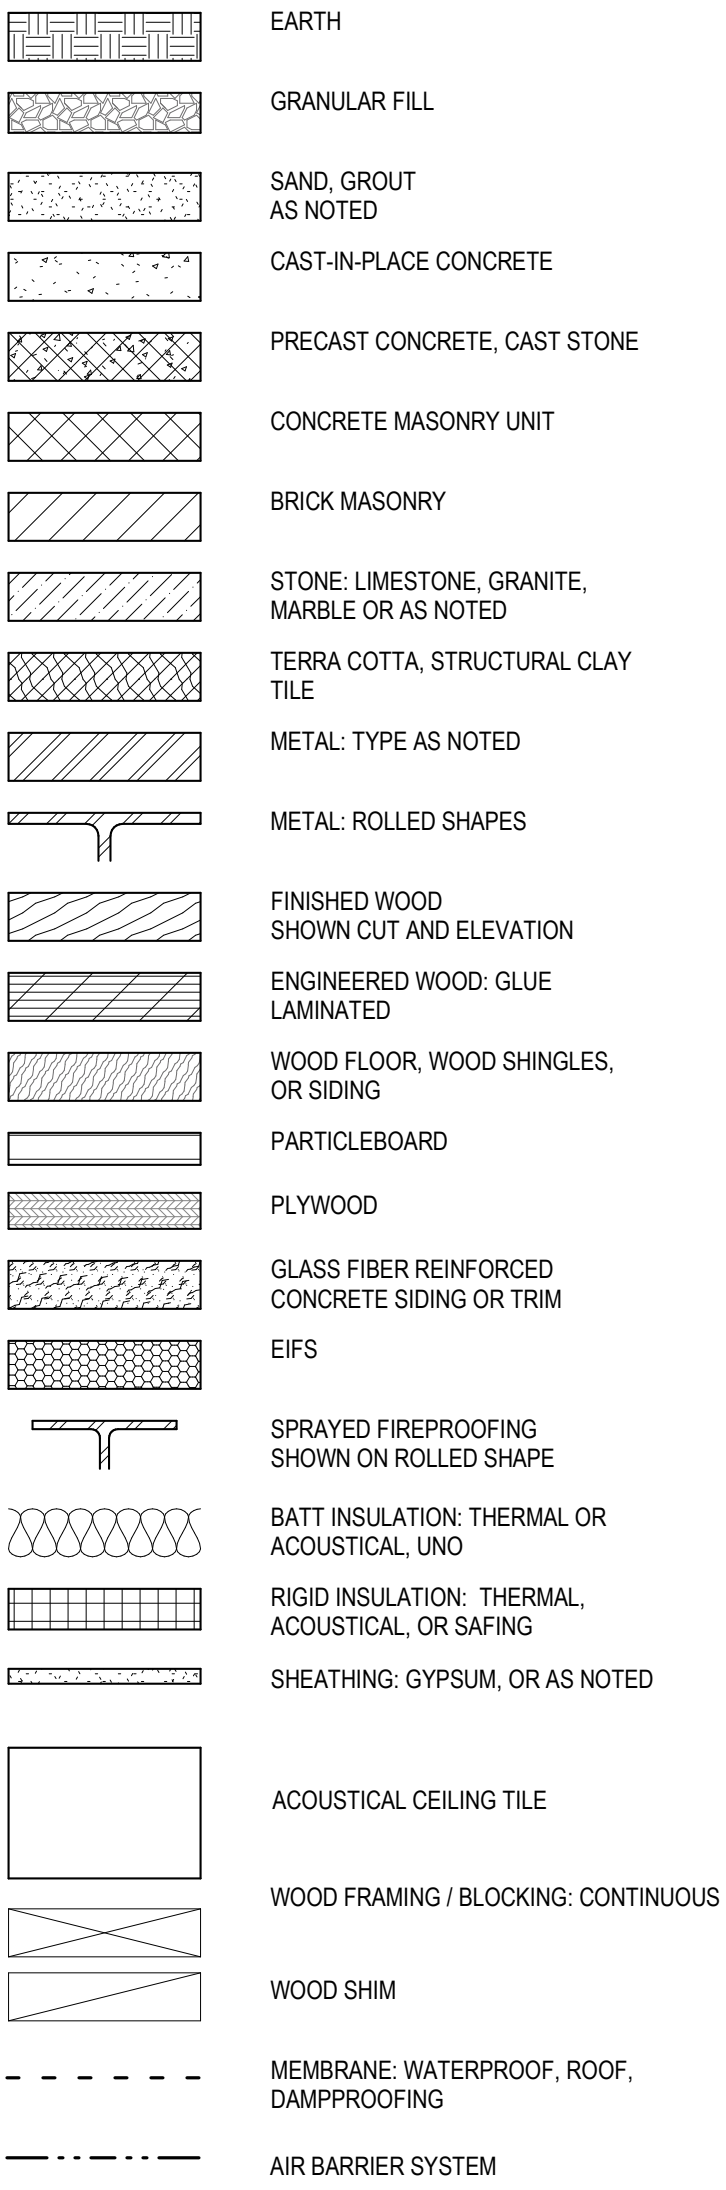 EARTH
GRANULAR FILL
SAND, GROUT
AS NOTED
CAST-IN-PLACE CONCRETE
PRECAST CONCRETE, CAST STONE
CONCRETE MASONRY UNIT
BRICK MASONRY
STONE: LIMESTONE, GRANITE,
MARBLE OR AS NOTED
TERRA COTTA, STRUCTURAL CLAY
TILE
METAL: TYPE AS NOTED
METAL: ROLLED SHAPES
FINISHED WOOD
SHOWN CUT AND ELEVATION
ENGINEERED WOOD: GLUE
LAMINATED
WOOD FLOOR, WOOD SHINGLES,
OR SIDING
PARTICLEBOARD
PLYWOOD
GLASS FIBER REINFORCED
CONCRETE SIDING OR TRIM
EIFS
SPRAYED FIREPROOFING
SHOWN ON ROLLED SHAPE
BATT INSULATION: THERMAL OR
ACOUSTICAL, UNO
RIGID INSULATION:  THERMAL,
ACOUSTICAL, OR SAFING
SHEATHING: GYPSUM, OR AS NOTED
ACOUSTICAL CEILING TILE
WOOD FRAMING / BLOCKING: CONTINUOUS
WOOD SHIM
MEMBRANE: WATERPROOF, ROOF,
DAMPPROOFING
AIR BARRIER SYSTEM